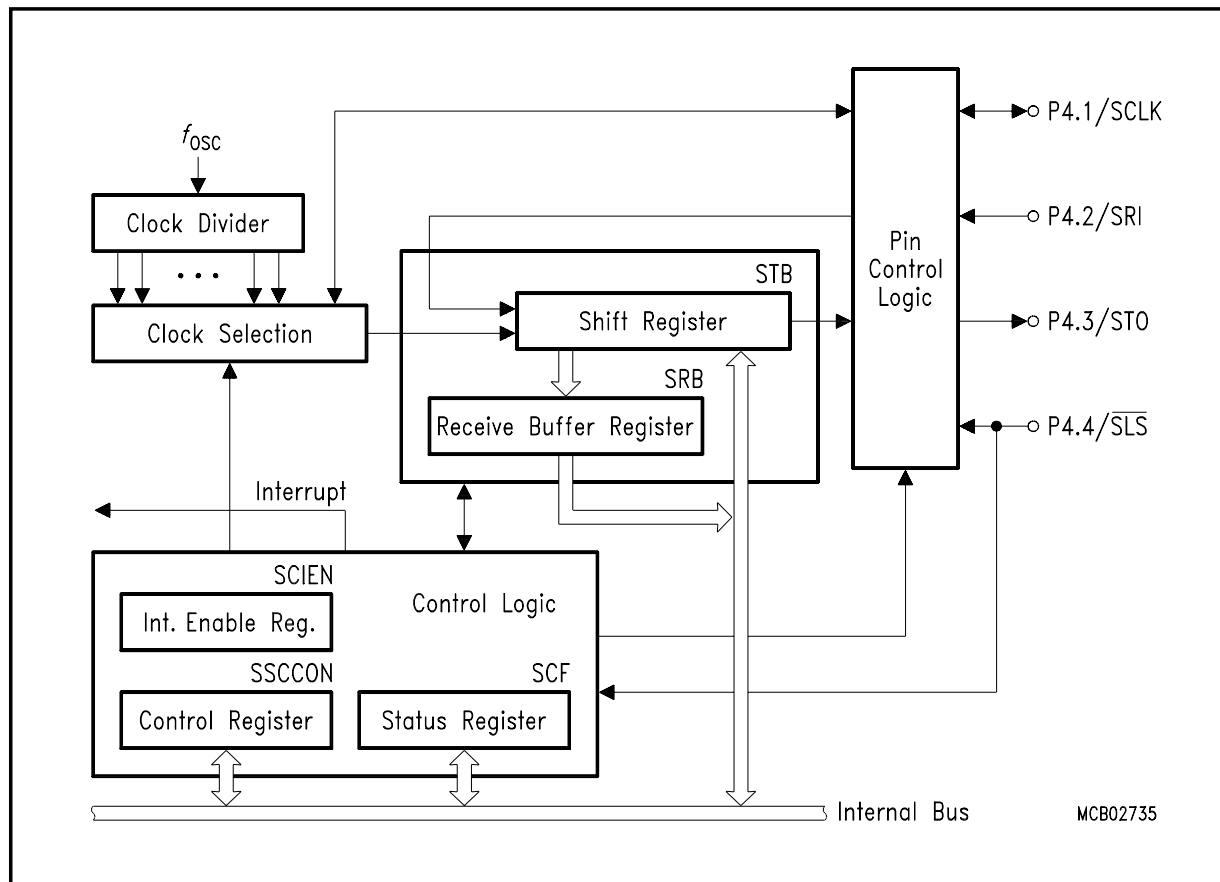 fosc
Clock Divider
Clock Selection
STB
Shift Register
SRB
Receive Buffer Register
Pin
Control
Logic
P4.1/SCLK
P4.2/SRI
P4.3/STO
P4.4/S̅L̅S̅
Interrupt
SCIEN
Int. Enable Reg.
Control Logic
SSCCON
Control Register
SCF
Status Register
Internal Bus
MCB02735